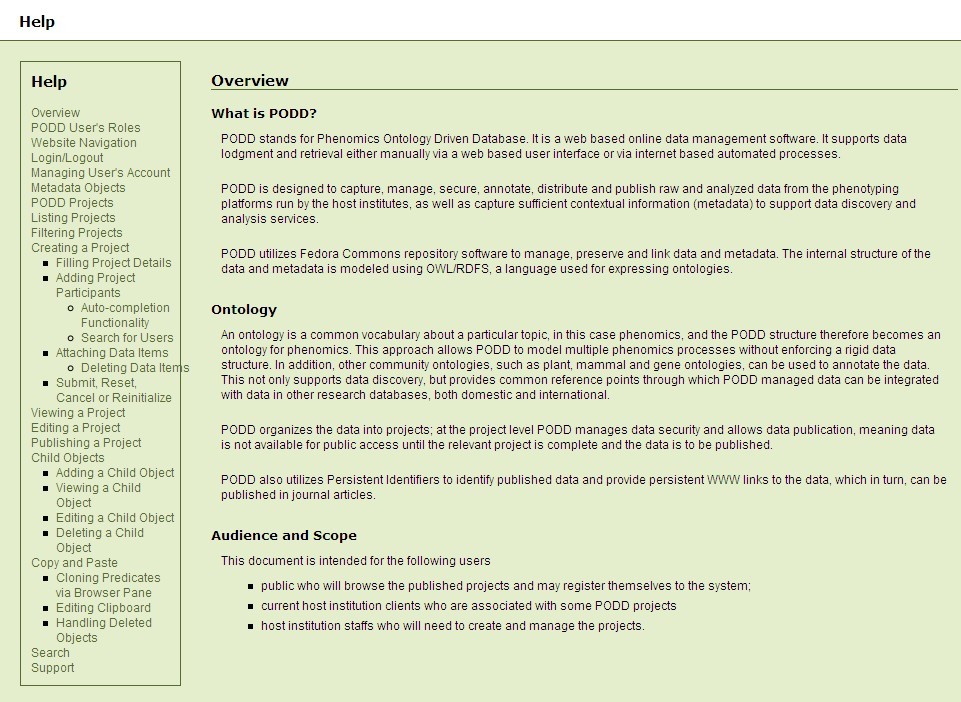 Help
Help
Overview
PODD User's Roles
Website Navigation
Login/Logout
Managing User's Account
Metadata Objects
PODD Projects
Listing Projects
Filtering Projects
Creating a Project
Filling Project Details
Adding Project
Participants
Auto-completion
Functionality
Search for Users
Attaching Data Items
Deleting Data Items
Submit, Reset,
Cancel or Reinitialize
Viewing a Project
Editing a Project
Publishing a Project
Child Objects
Adding a Child Object
Viewing a Child
Object
Editing a Child Object
Deleting a Child
Object
Copy and Paste
Cloning Predicates
via Browser Pane
Editing Clipboard
Handling Deleted
Objects
Search
Support
Overview
What is PODD?
PODD stands for Phenomics Ontology Driven Database. It is a web based online data management software. It supports data
lodgment and retrieval either manually via a web based user interface or via internet based automated processes.
PODD is designed to capture, manage, secure, annotate, distribute and publish raw and analyzed data from the phenotyping
platforms run by the host institutes, as well as capture sufficient contextual information (metadata) to support data discovery and
analysis services.
PODD utilizes Fedora Commons repository software to manage, preserve and link data and metadata. The internal structure of the
data and metadata is modeled using OWL/RDFS, a language used for expressing ontologies.
Ontology
An ontology is a common vocabulary about a particular topic, in this case phenomics, and the PODD structure therefore becomes an
ontology for phenomics. This approach allows PODD to model multiple phenomics processes without enforcing a rigid data
structure. In addition, other community ontologies, such as plant, mammal and gene ontologies, can be used to annotate the data.
This not only supports data discovery, but provides common reference points through which PODD managed data can be integrated
with data in other research databases, both domestic and international.
PODD organizes the data into projects; at the project level PODD manages data security and allows data publication, meaning data
is not available for public access until the relevant project is complete and the data is to be published.
PODD also utilizes Persistent Identifiers to identify published data and provide persistent WWW links to the data, which in turn, can be
published in journal articles.
Audience and Scope
This document is intended for the following users
public who will browse the published projects and may register themselves to the system;
current host institution clients who are associated with some PODD projects
host institution staffs who will need to create and manage the projects.